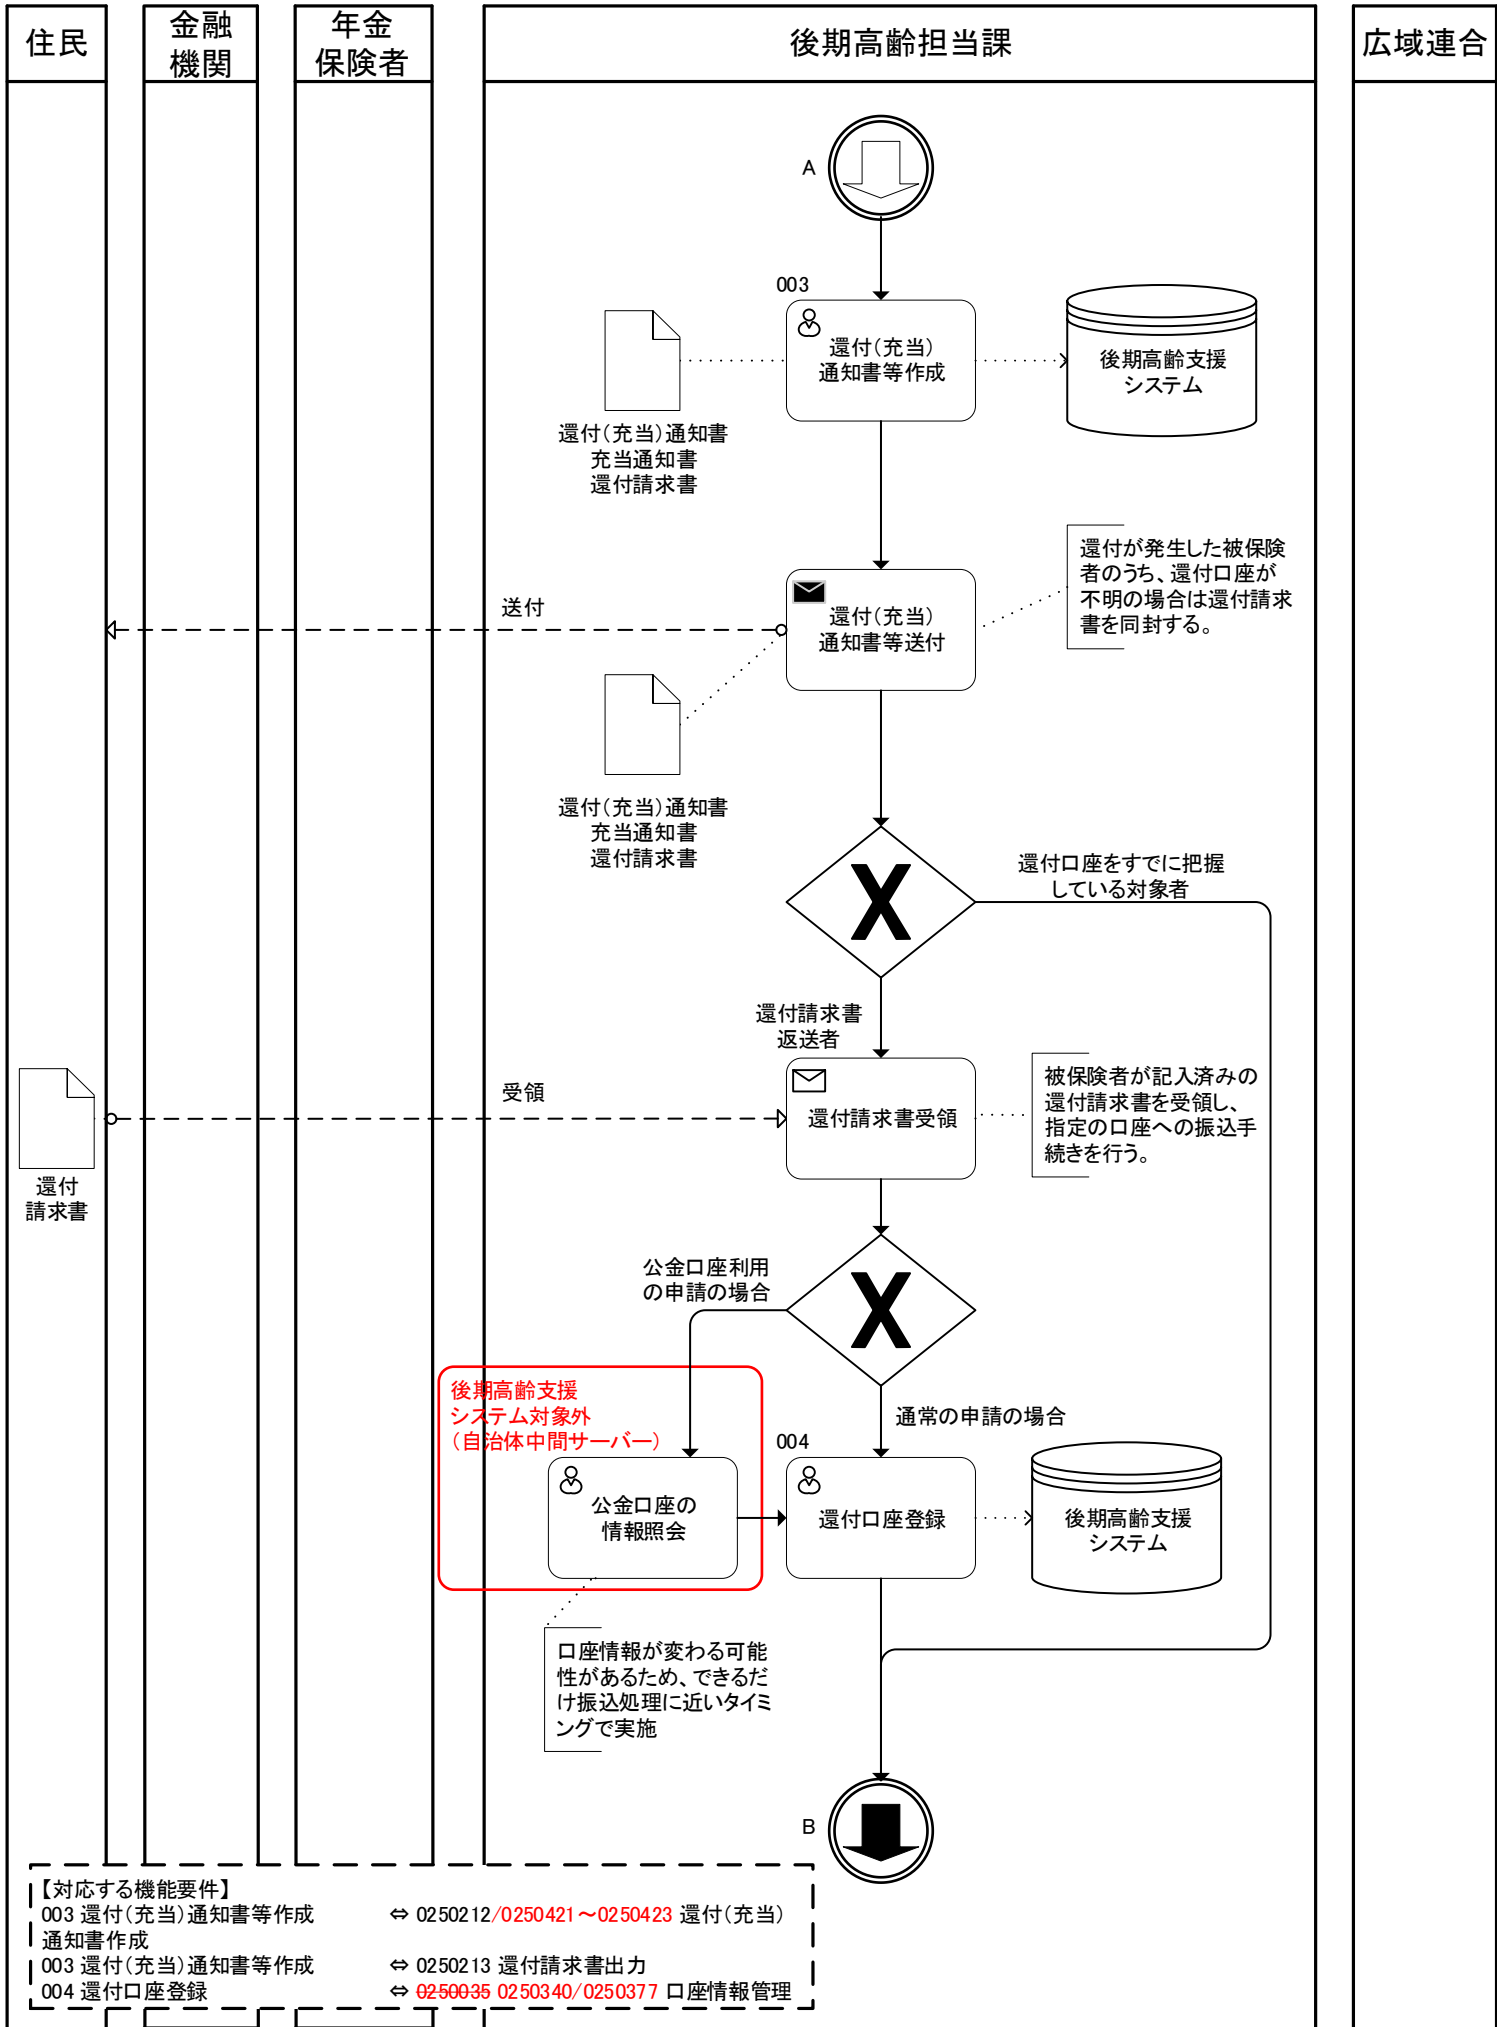 住民
金融
機関
年金
保険者
後期高齢担当課
広域連合
A
003
還付(充当)
通知書等作成
後期高齢支援
システム
還付(充当)通知書
充当通知書
還付請求書
還付が発生した被保険
者のうち、還付口座が
不明の場合は還付請求
書を同封する。
送付
還付(充当)
通知書等送付
還付(充当)通知書
充当通知書
還付請求書
還付口座をすでに把握
している対象者
還付請求書
返送者
受領
還付請求書受領
被保険者が記入済みの
還付請求書を受領し、
指定の口座への振込手
続きを行う。
還付
請求書
公金口座利用
の申請の場合
後期高齢支援
システム対象外
(自治体中間サーバー)
通常の申請の場合
004
公金口座の
情報照会
還付口座登録
後期高齢支援
システム
口座情報が変わる可能
性があるため、できるだ
け振込処理に近いタイミ
ングで実施
B
【対応する機能要件】
003 還付(充当)通知書等作成 ⇔ 0250212/0250421～0250423 還付(充当)
通知書作成
003 還付(充当)通知書等作成 ⇔ 0250213 還付請求書出力
004 還付口座登録 ⇔ 0250035 0250340/0250377 口座情報管理